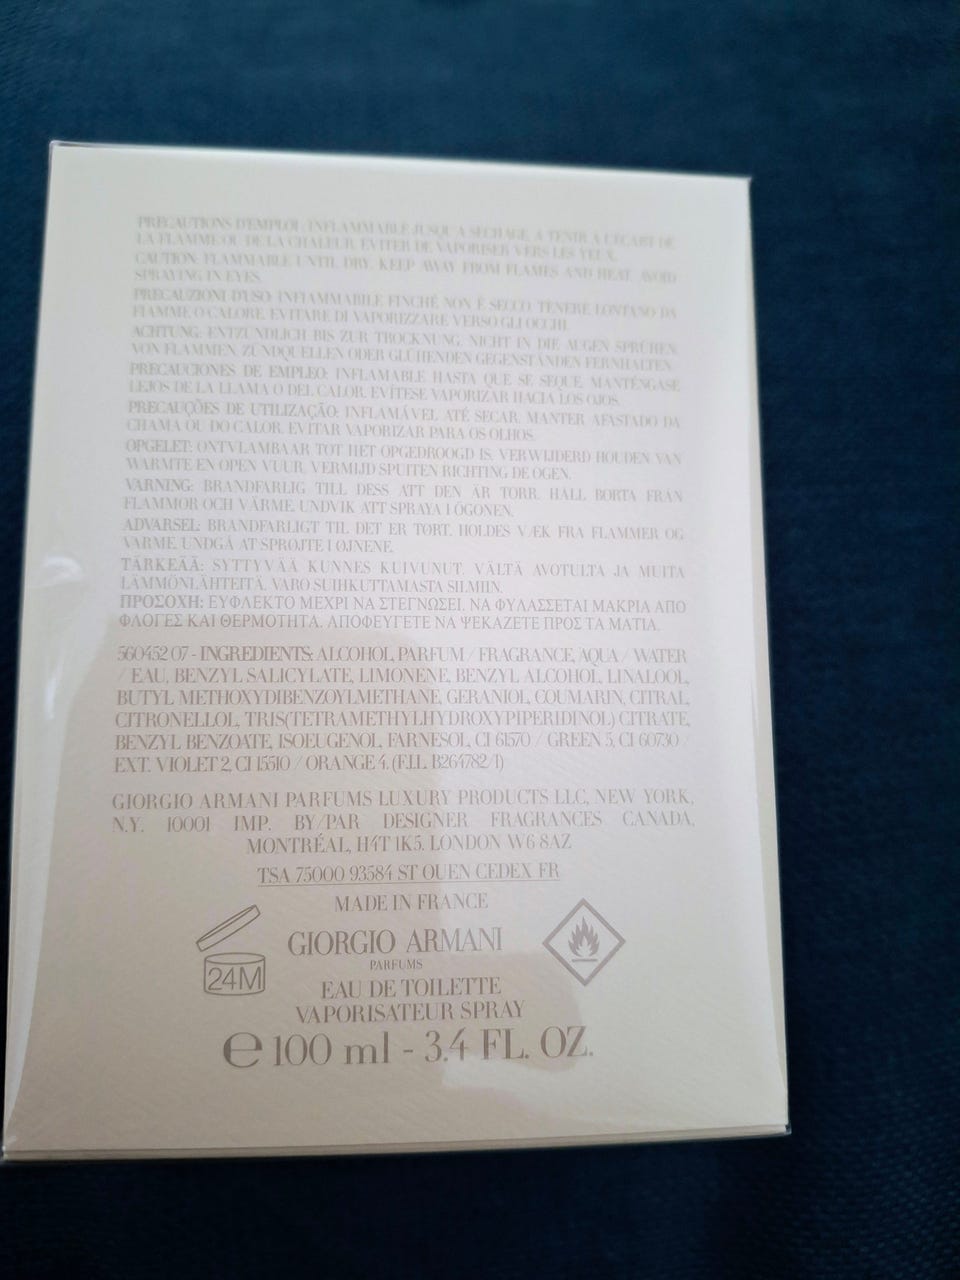 PRECAUTIONS D'EMPLOI : INFLAMMABLE JUSQU'A SECHAGE, A TENIR A L'ECART DE
LA FLAMME OU DE LA CHALEUR. EVITER DE VAPORISER VERS LES YEUX.
CAUTION: FLAMMABLE UNTIL DRY. KEEP AWAY FROM FLAMES AND HEAT. AVOID
SPRAYING IN EYES.
PRECAUZIONI D'USO: INFIAMMABILE FINCHÉ NON È SECCO. TENERE LONTANO DA
FIAMME O CALORE. EVITARE DI VAPORIZZARE VERSO GLI OCCHI.
ACHTUNG: ENTZÜNDLICH BIS ZUR TROCKNUNG. NICHT IN DIE AUGEN SPRÜHEN.
VON FLAMMEN, ZÜNDQUELLEN ODER GLÜHENDEN GEGENSTÄNDEN FERNHALTEN.
PRECAUCIONES DE EMPLEO: INFLAMABLE HASTA QUE SE SEQUE. MANTÉNGASE
LEJOS DE LA LLAMA O DEL CALOR. EVÍTESE VAPORIZAR HACIA LOS OJOS.
PRECAUÇÕES DE UTILIZAÇÃO: INFLAMÁVEL ATÉ SECAR. MANTER AFASTADO DA
CHAMA OU DO CALOR. EVITAR VAPORIZAR PARA OS OLHOS.
OPGELET: ONTVLAMBAAR TOT HET OPGEDROOGD IS. VERWIJDERD HOUDEN VAN
WARMTE EN OPEN VUUR. VERMIJD SPUITEN RICHTING DE OGEN.
VARNING: BRANDFARLIG TILL DESS ATT DEN ÄR TORR. HÅLL BORTA FRÅN
FLAMMOR OCH VÄRME. UNDVIK ATT SPRAYA I ÖGONEN.
ADVARSEL: BRANDFARLIGT TIL DET ER TØRT. HOLDES VÆK FRA FLAMMER OG
VARME. UNDGÅ AT SPRØJTE I ØJNENE.
TÄRKEÄÄ: SYTTYVÄÄ KUNNES KUIVUNUT. VÄLTÄ AVOTULTA JA MUITA
LÄMMÖNLÄHTEITÄ. VARO SUIHKUTTAMASTA SILMIIN.
ΠΡΟΣΟΧΗ: ΕΥΦΛΕΚΤΟ ΜΕΧΡΙ ΝΑ ΣΤΕΓΝΩΣΕΙ. ΝΑ ΦΥΛΑΣΣΕΤΑΙ ΜΑΚΡΙΑ ΑΠΟ
ΦΛΟΓΕΣ ΚΑΙ ΘΕΡΜΟΤΗΤΑ. ΑΠΟΦΕΥΓΕΤΕ ΝΑ ΨΕΚΑΖΕΤΕ ΠΡΟΣ ΤΑ ΜΑΤΙΑ.
560452 07 - INGREDIENTS: ALCOHOL, PARFUM / FRAGRANCE, AQUA / WATER
/ EAU, BENZYL SALICYLATE, LIMONENE, BENZYL ALCOHOL, LINALOOL,
BUTYL METHOXYDIBENZOYLMETHANE, GERANIOL, COUMARIN, CITRAL,
CITRONELLOL, TRIS(TETRAMETHYLHYDROXYPIPERIDINOL) CITRATE,
BENZYL BENZOATE, ISOEUGENOL, FARNESOL, CI 61570 / GREEN 5, CI 60730 /
EXT. VIOLET 2, CI 15510 / ORANGE 4. (F.I.L. B264782/1)
GIORGIO ARMANI PARFUMS LUXURY PRODUCTS LLC, NEW YORK,
N.Y. 10001 IMP. BY/PAR DESIGNER FRAGRANCES CANADA,
MONTRÉAL, H4T 1K5. LONDON W6 8AZ
TSA 75000 93584 ST OUEN CEDEX FR
MADE IN FRANCE
24M
GIORGIO ARMANI
PARFUMS
EAU DE TOILETTE
VAPORISATEUR SPRAY
℮ 100 ml - 3.4 FL. OZ.